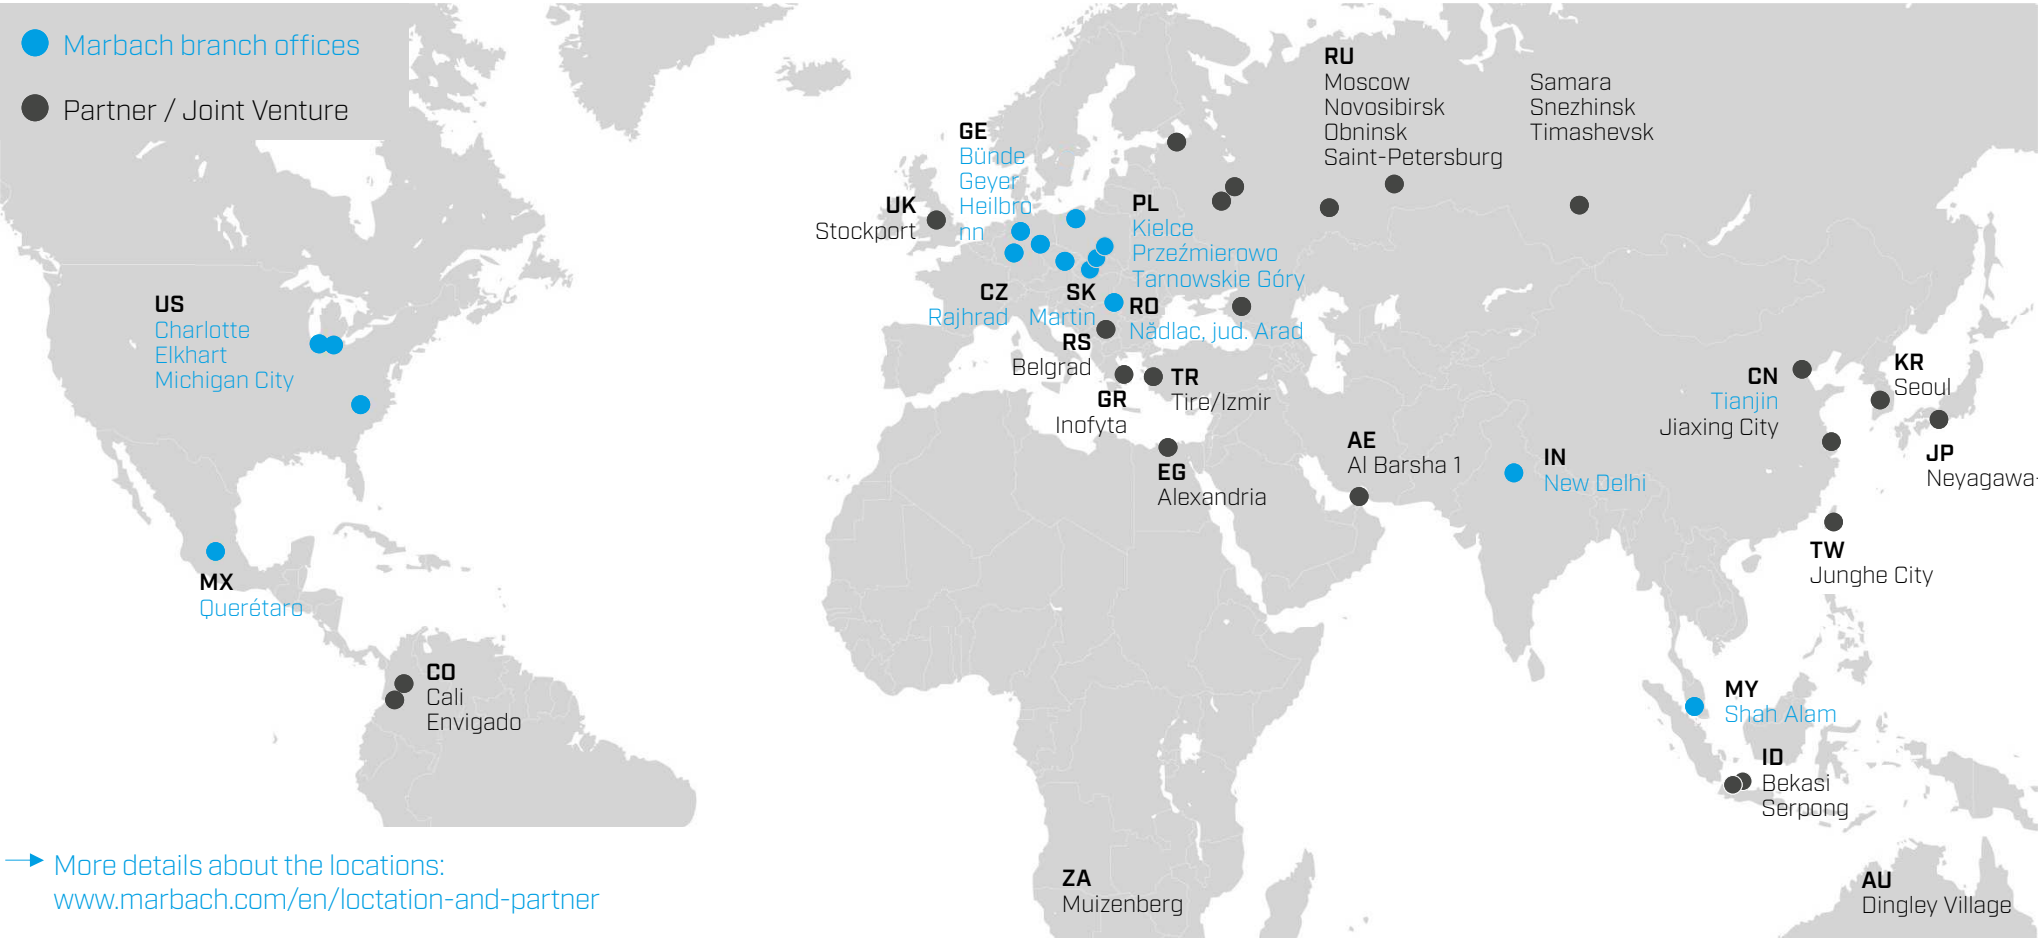 Marbach branch offices
Partner / Joint Venture
RU
Moscow
Novosibirsk
Obninsk
Saint-Petersburg
Samara
Snezhinsk
Timashevsk
GE
Bünde
Geyer
Heilbro
nn
UK
Stockport
PL
Kielce
Przeźmierowo
Tarnowskie Góry
CZ
Rajhrad
SK
Martin
RO
Nădlac, jud. Arad
RS
Belgrad
GR
Inofyta
TR
Tire/Izmir
EG
Alexandria
US
Charlotte
Elkhart
Michigan City
MX
Querétaro
CO
Cali
Envigado
AE
Al Barsha 1
IN
New Delhi
CN
Tianjin
Jiaxing City
KR
Seoul
JP
Neyagawa-
TW
Junghe City
MY
Shah Alam
ID
Bekasi
Serpong
ZA
Muizenberg
AU
Dingley Village
More details about the locations:
www.marbach.com/en/loctation-and-partner